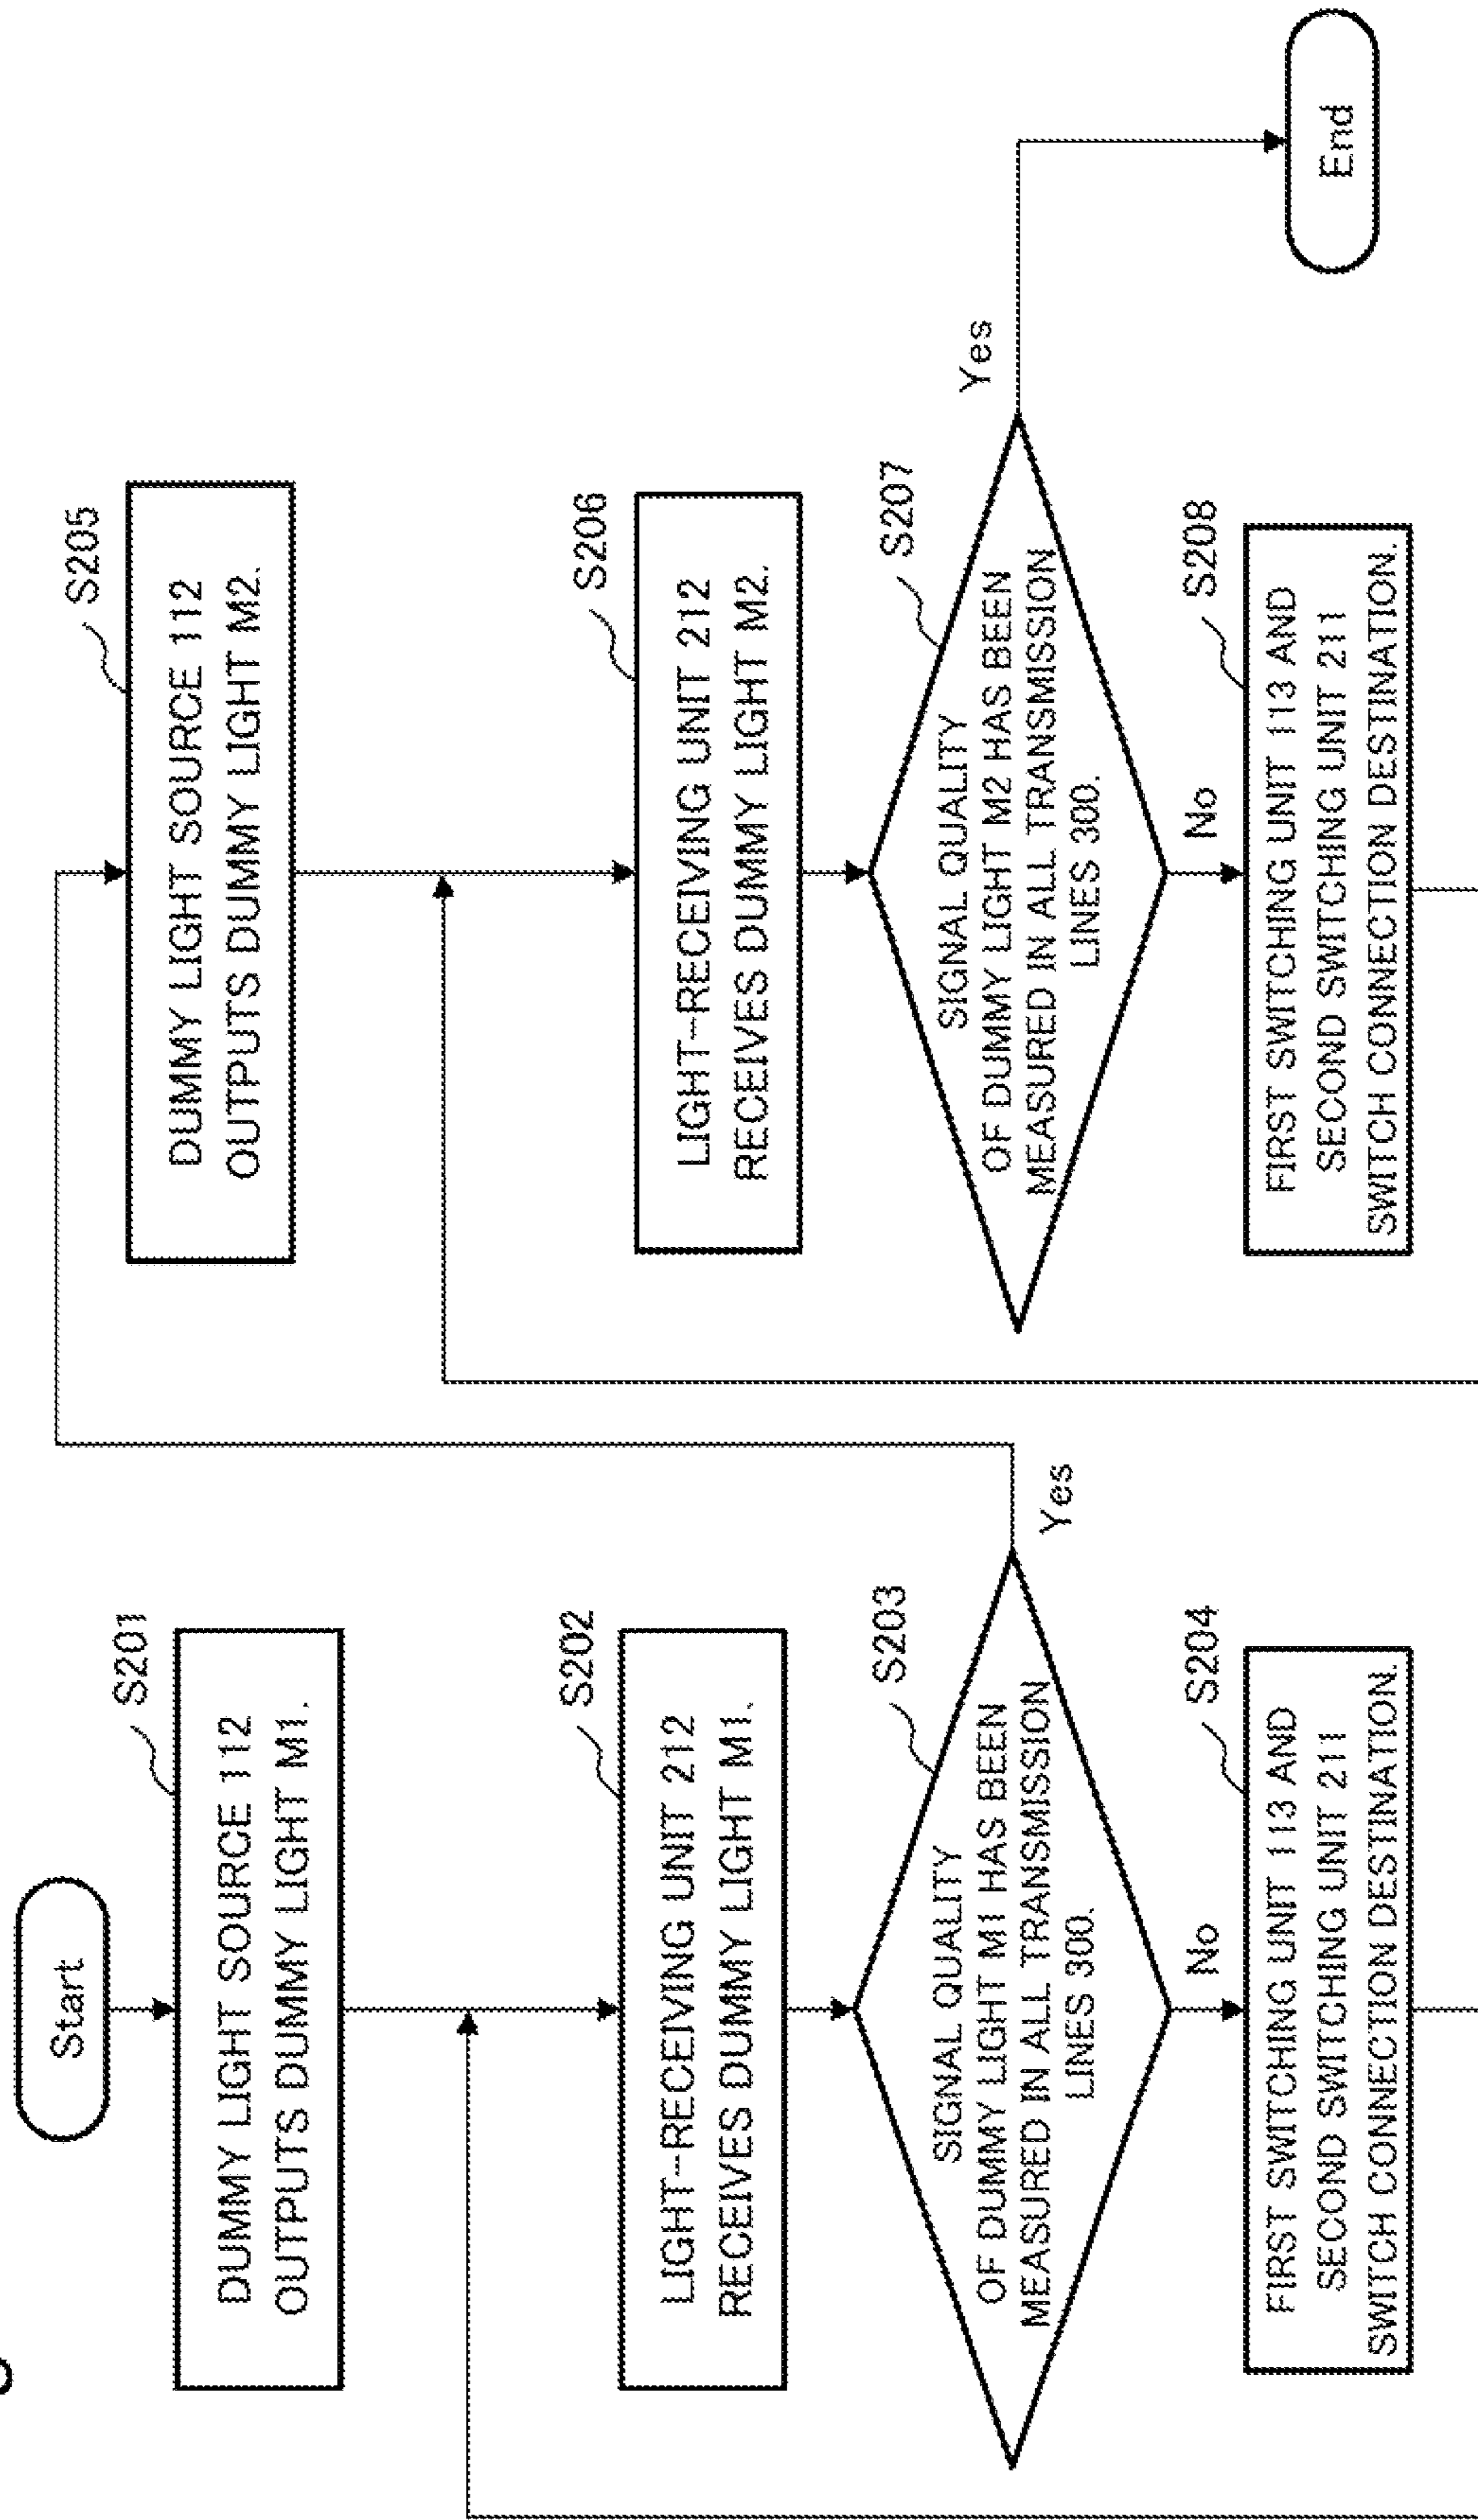 Start
S201
DUMMY LIGHT SOURCE 112
OUTPUTS DUMMY LIGHT M1.
S202
LIGHT-RECEIVING UNIT 212
RECEIVES DUMMY LIGHT M1.
S203
SIGNAL QUALITY
OF DUMMY LIGHT M1 HAS BEEN
MEASURED IN ALL TRANSMISSION
LINES 300.
Yes
No
S204
FIRST SWITCHING UNIT 113 AND
SECOND SWITCHING UNIT 211
SWITCH CONNECTION DESTINATION.
S205
DUMMY LIGHT SOURCE 112
OUTPUTS DUMMY LIGHT M2.
S206
LIGHT-RECEIVING UNIT 212
RECEIVES DUMMY LIGHT M2.
S207
SIGNAL QUALITY
OF DUMMY LIGHT M2 HAS BEEN
MEASURED IN ALL TRANSMISSION
LINES 300.
Yes
No
S208
FIRST SWITCHING UNIT 113 AND
SECOND SWITCHING UNIT 211
SWITCH CONNECTION DESTINATION.
End